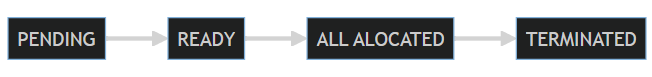 PENDING
READY
ALL ALOCATED
TERMINATED